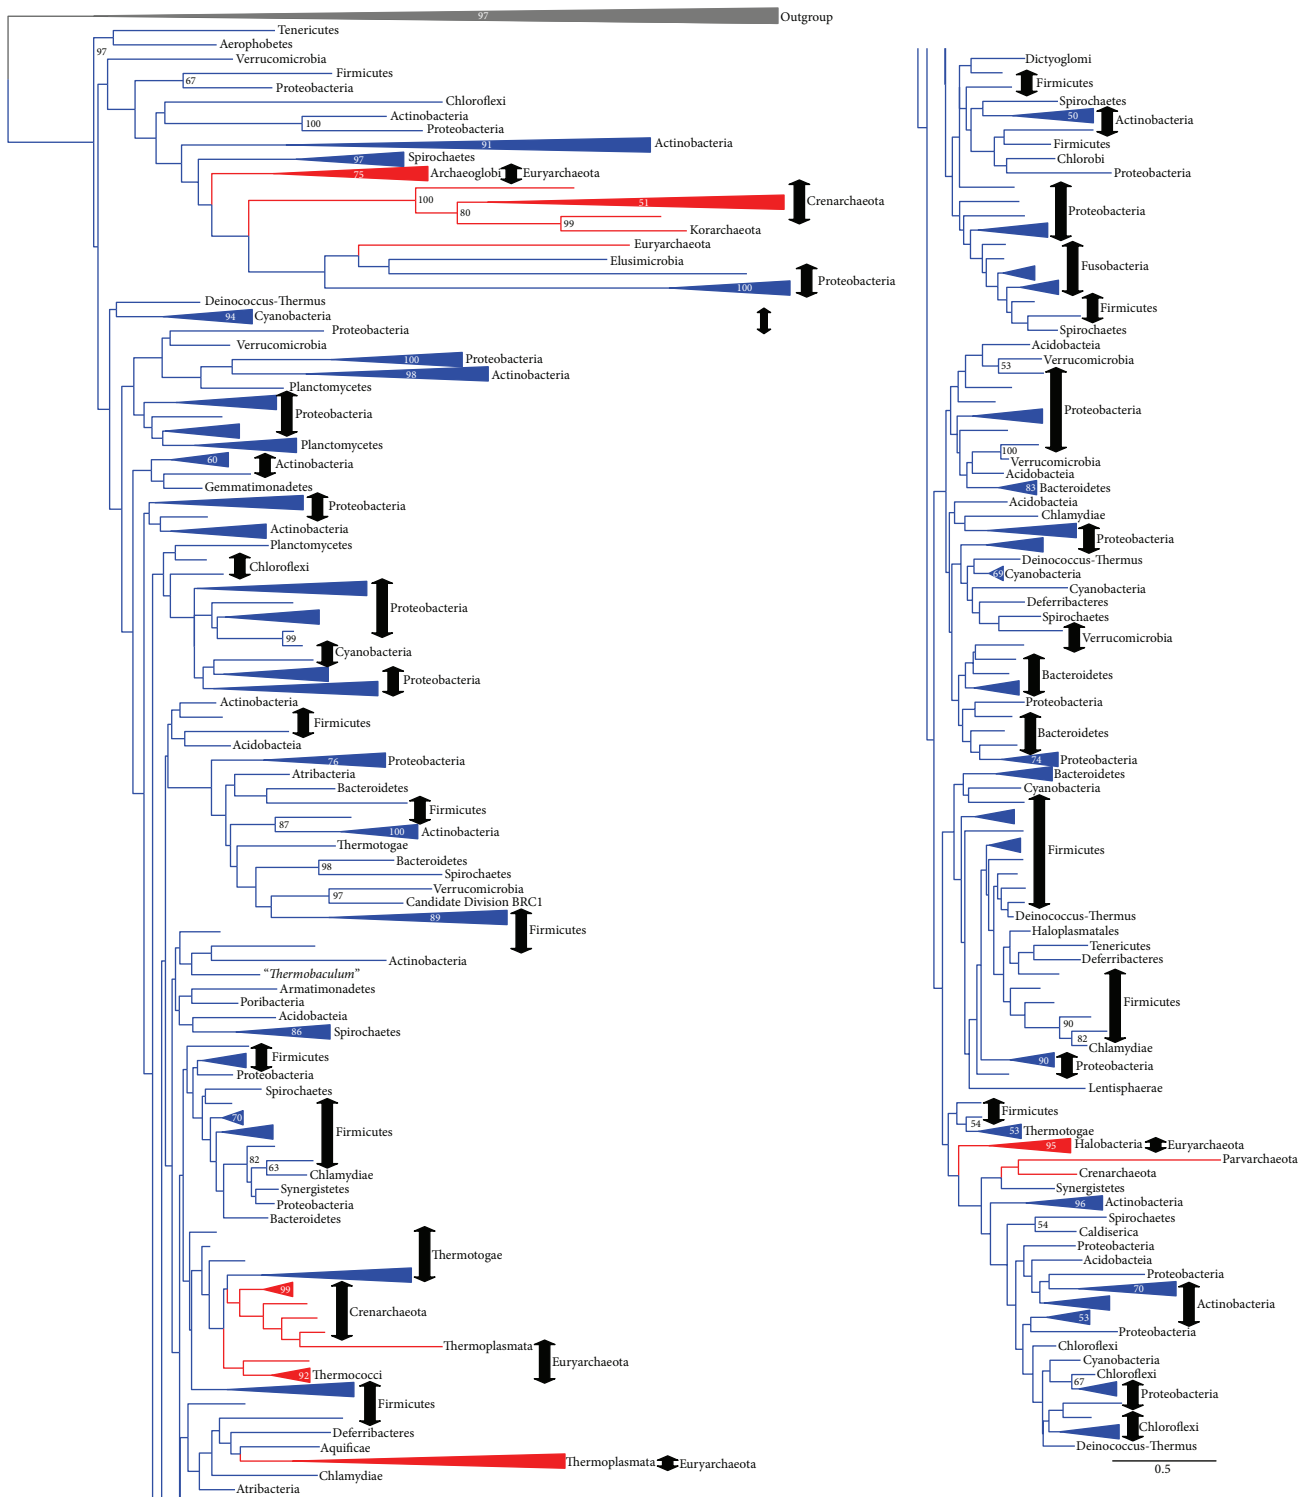 97
Outgroup
Tenericutes
97
Aerophobetes
Verrucomicrobia
Firmicutes
67
Proteobacteria
Chloroflexi
Actinobacteria
100
Proteobacteria
91
Actinobacteria
97
Spirochaetes
75
Archaeoglobi
Euryarchaeota
100
51
Crenarchaeota
80
99
Korarchaeota
Euryarchaeota
Elusimicrobia
Proteobacteria
100
Deinococcus-Thermus
94
Cyanobacteria
Proteobacteria
Verrucomicrobia
100
Proteobacteria
98
Actinobacteria
Planctomycetes
Proteobacteria
Planctomycetes
60
Actinobacteria
Gemmatimonadetes
Proteobacteria
Actinobacteria
Planctomycetes
Chloroflexi
Proteobacteria
99
Cyanobacteria
Proteobacteria
Actinobacteria
Firmicutes
Acidobacteia
76
Proteobacteria
Atribacteria
Bacteroidetes
Firmicutes
87
100
Actinobacteria
Thermotogae
Bacteroidetes
98
Spirochaetes
Verrucomicrobia
97
Candidate Division BRC1
89
Firmicutes
Actinobacteria
“Thermobaculum”
Armatimonadetes
Poribacteria
Acidobacteia
86
Spirochaetes
Firmicutes
Proteobacteria
Spirochaetes
70
Firmicutes
82
63
Chlamydiae
Synergistetes
Proteobacteria
Bacteroidetes
Thermotogae
99
Crenarchaeota
Thermoplasmata
Euryarchaeota
92
Thermococci
Firmicutes
Deferribacteres
Aquificae
Thermoplasmata
Euryarchaeota
Chlamydiae
Atribacteria
Dictyoglomi
Firmicutes
Spirochaetes
50
Actinobacteria
Firmicutes
Chlorobi
Proteobacteria
Proteobacteria
Fusobacteria
Firmicutes
Spirochaetes
Acidobacteia
Verrucomicrobia
53
Proteobacteria
100
Verrucomicrobia
Acidobacteia
83
Bacteroidetes
Acidobacteia
Chlamydiae
Proteobacteria
Deinococcus-Thermus
69
Cyanobacteria
Cyanobacteria
Deferribacteres
Spirochaetes
Verrucomicrobia
Bacteroidetes
Proteobacteria
Bacteroidetes
74
Proteobacteria
Bacteroidetes
Cyanobacteria
Firmicutes
Deinococcus-Thermus
Haloplasmatales
Tenericutes
Deferribacteres
Firmicutes
90
82
Chlamydiae
90
Proteobacteria
Lentisphaerae
Firmicutes
54
53
Thermotogae
95
Halobacteria
Euryarchaeota
Parvarchaeota
Crenarchaeota
Synergistetes
96
Actinobacteria
Spirochaetes
54
Caldiserica
Proteobacteria
Acidobacteia
Proteobacteria
70
Actinobacteria
53
Proteobacteria
Chloroflexi
Cyanobacteria
Chloroflexi
67
Proteobacteria
Chloroflexi
Deinococcus-Thermus
0.5